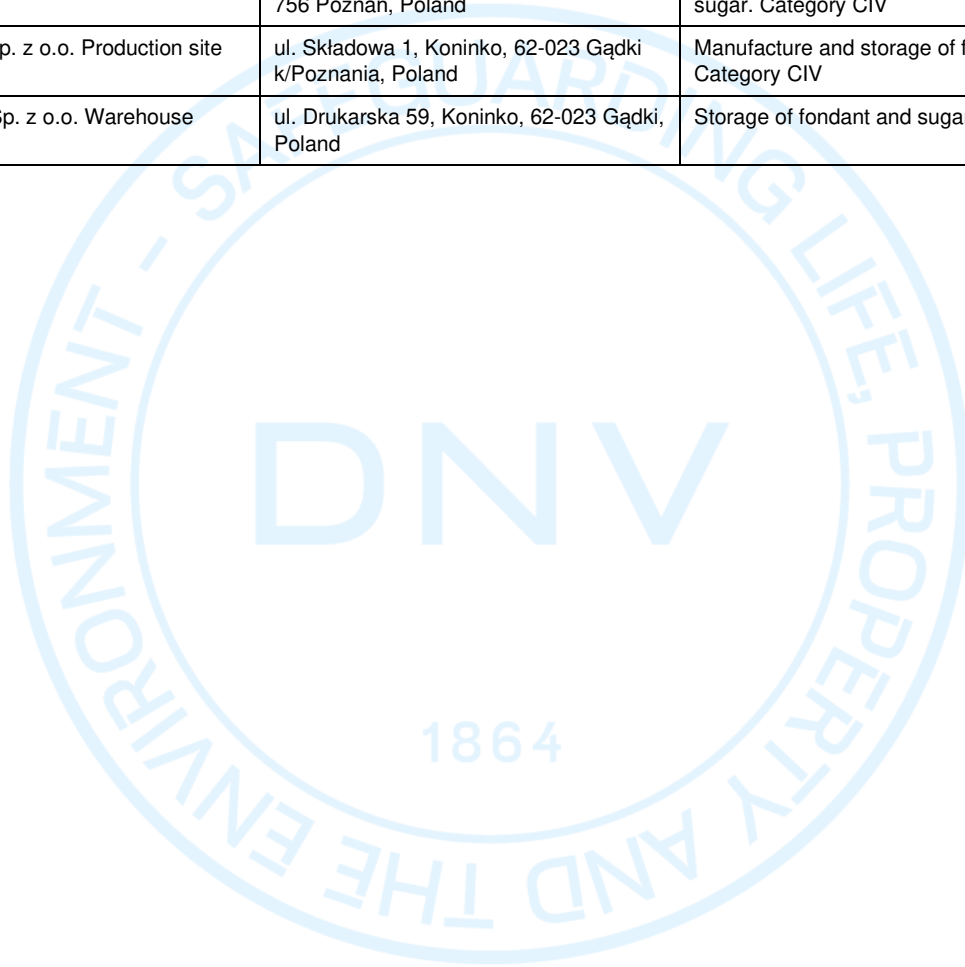 756 Poznań, Poland
sugar. Category CIV
p. z o.o. Production site
ul. Składowa 1, Koninko, 62-023 Gądki
k/Poznania, Poland
Manufacture and storage of f
Category CIV
Sp. z o.o. Warehouse
ul. Drukarska 59, Koninko, 62-023 Gądki,
Poland
Storage of fondant and sugar
SAFEGUARDING LIFE, PROPERTY AND THE ENVIRONMENT -
DNV
1864